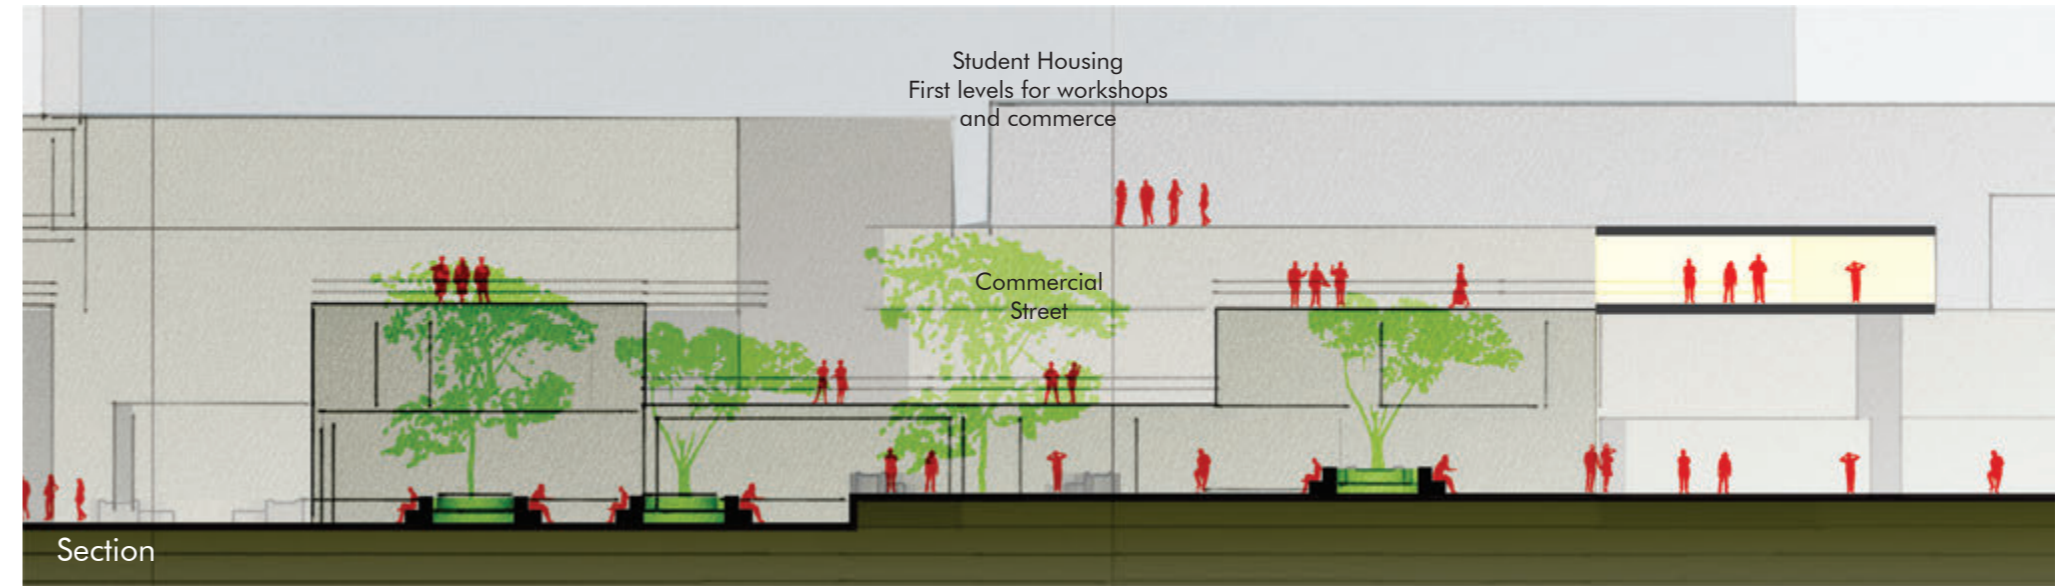 Student Housing
First levels for workshops
and commerce
Commercial
Street
Section